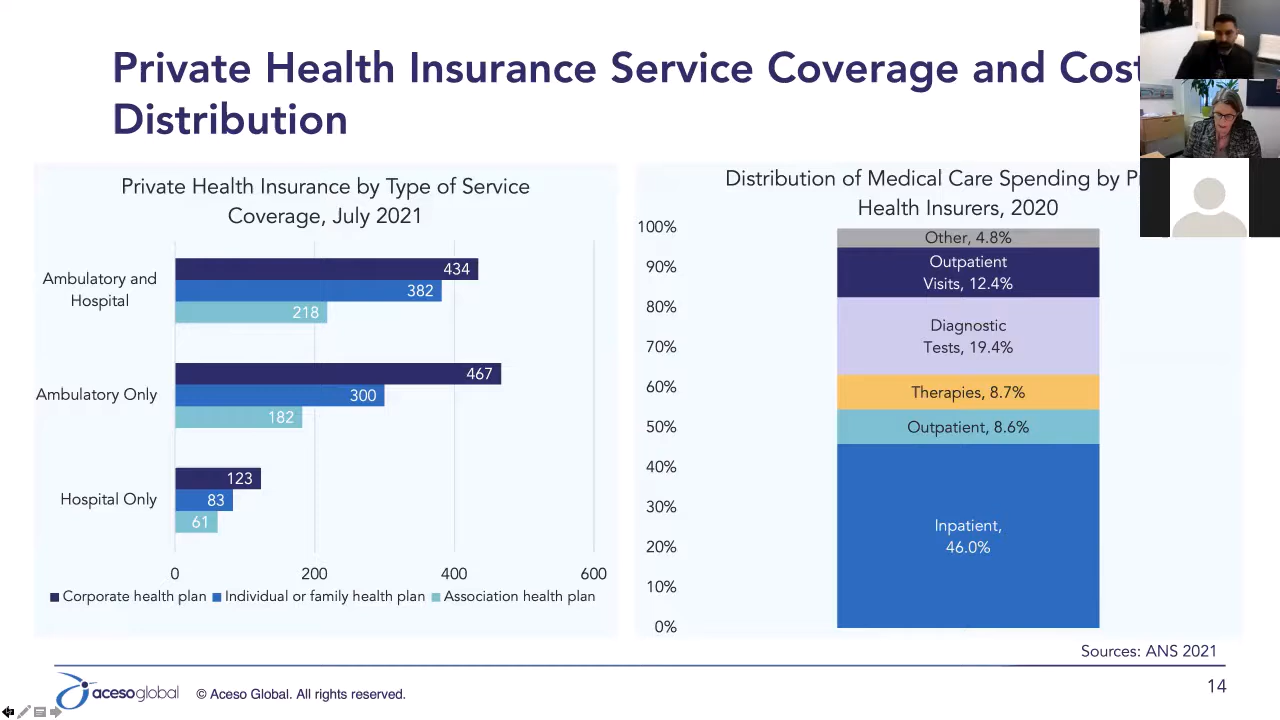 Private Health Insurance Service Coverage and Cost
Distribution
Private Health Insurance by Type of Service
Coverage, July 2021
Ambulatory and
Hospital
434
382
218
Ambulatory Only
467
300
182
Hospital Only
123
83
61
0 200 400 600
Corporate health plan Individual or family health plan Association health plan
Distribution of Medical Care Spending by
Health Insurers, 2020
100%
90%
80%
70%
60%
50%
40%
30%
20%
10%
0%
Other, 4.8%
Outpatient
Visits, 12.4%
Diagnostic
Tests, 19.4%
Therapies, 8.7%
Outpatient, 8.6%
Inpatient,
46.0%
Sources: ANS 2021
acesoglobal © Aceso Global. All rights reserved.
14